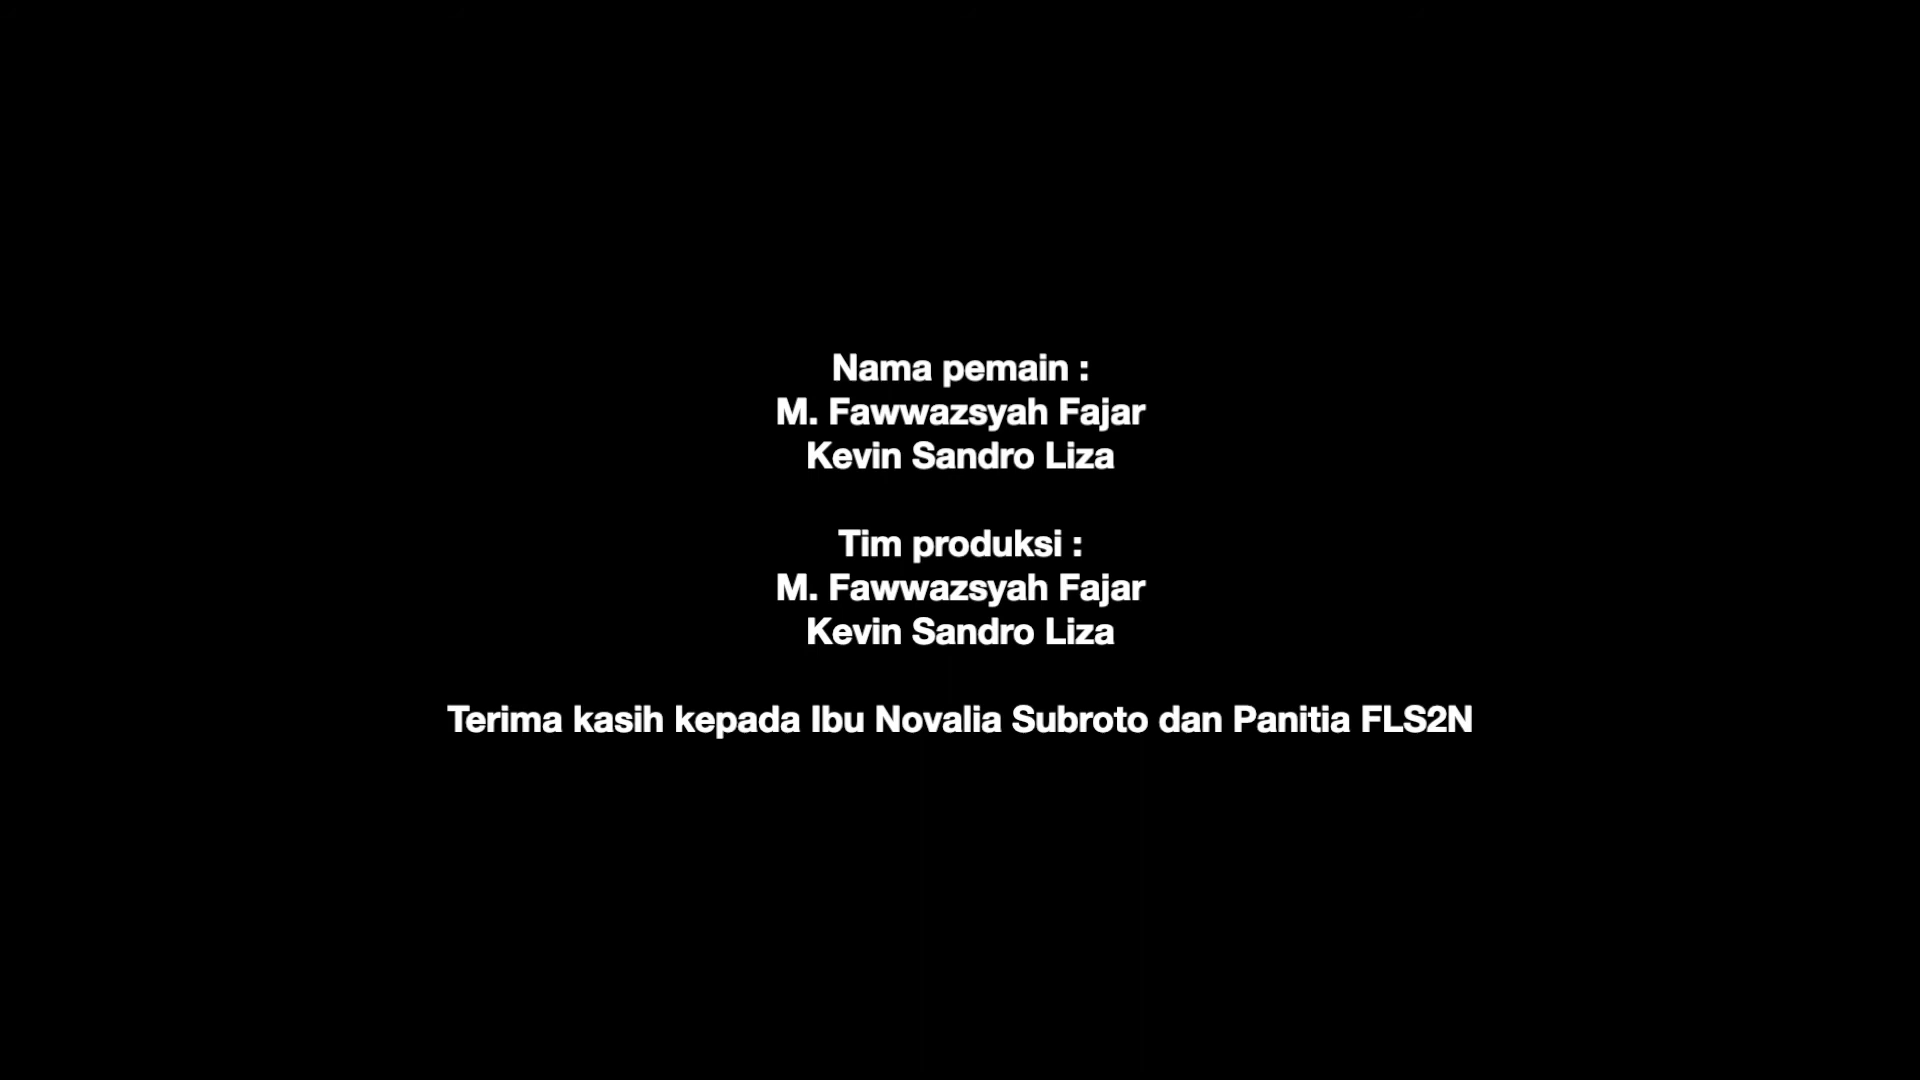 Nama pemain :
M. Fawwazsyah Fajar
Kevin Sandro Liza
Tim produksi :
M. Fawwazsyah Fajar
Kevin Sandro Liza
Terima kasih kepada Ibu Novalia Subroto dan Panitia FLS2N